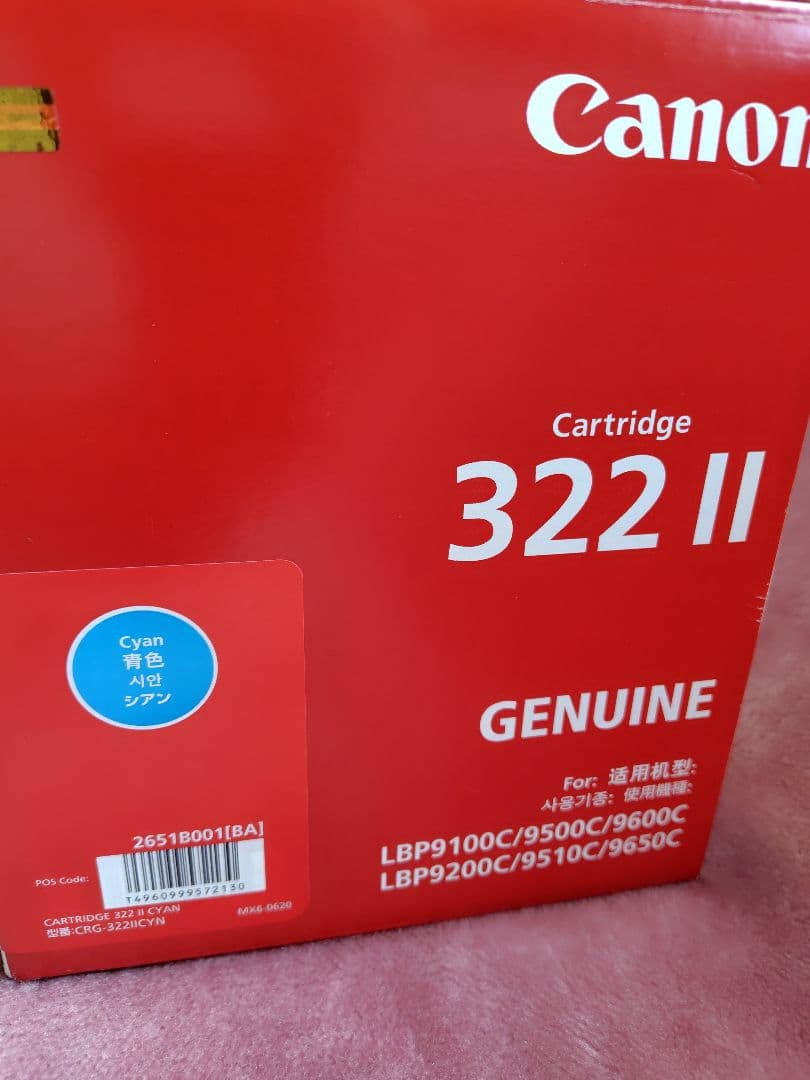 Canon
Cartridge
322 II
Cyan
青色
시안
シアン
GENUINE
For: 适用机型:
사용기종: 使用機種:
LBP9100C/9500C/9600C
LBP9200C/9510C/9650C
2651B001[BA]
POS Code:
T4960999572130
CARTRIDGE 322 II CYAN
MX6-0620
型番:CRG-322IICYN